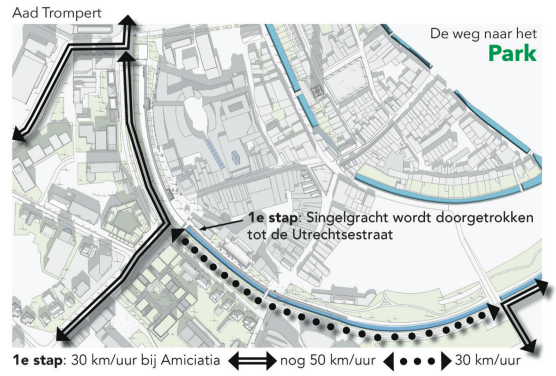 Aad Trompert
De weg naar het
Park
1e stap: Singelgracht wordt doorgetrokken
tot de Utrechtsestraat
1e stap: 30 km/uur bij Amiciatia nog 50 km/uur 30 km/uur